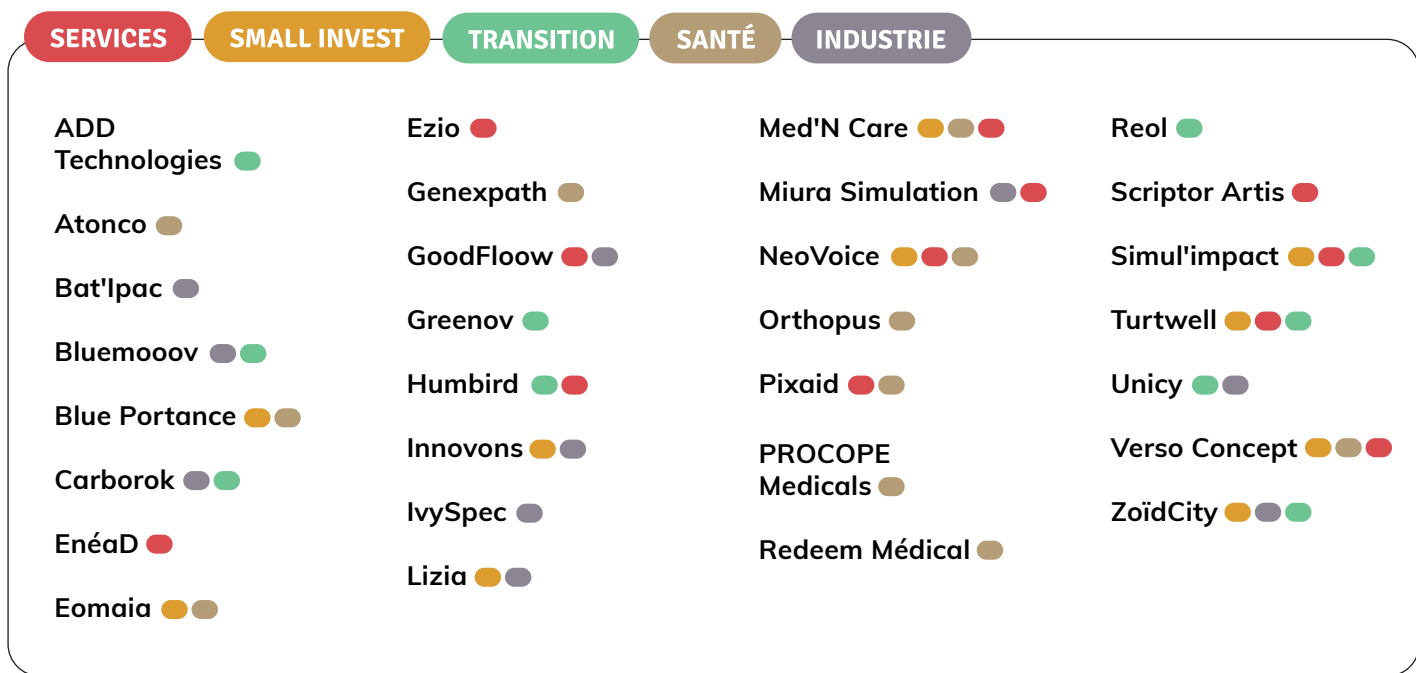 SERVICES SMALL INVEST TRANSITION SANTÉ INDUSTRIE
ADD
Technologies
Atonco
Bat'Ipac
Bluemooov
Blue Portance
Carborok
EnéaD
Eomaia
Ezio
Genexpath
GoodFloow
Greenov
Humbird
Innovons
IvySpec
Lizia
Med'N Care
Miura Simulation
NeoVoice
Orthopus
Pixaid
PROCOPE
Medicals
Redeem Médical
Reol
Scriptor Artis
Simul'impact
Turtwell
Unicy
Verso Concept
ZoïdCity